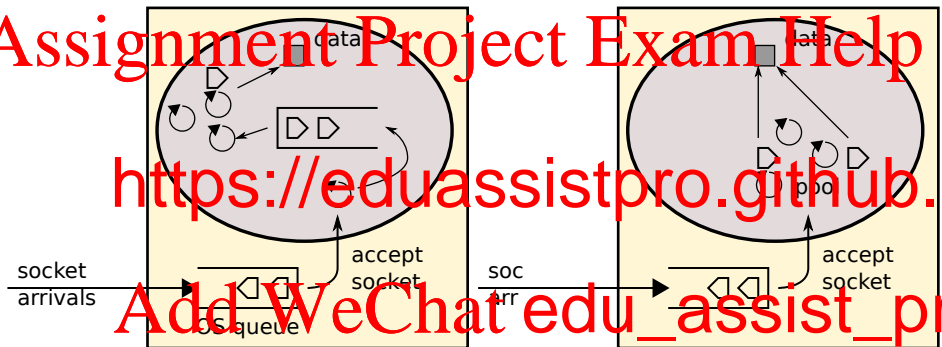 Assignment Project Exam Help
data
data
https://eduassistpro.github.
accept
socket
accept
socket
socket
arrivals
soc
arr
Add WeChat edu_assist_pr
OS queue